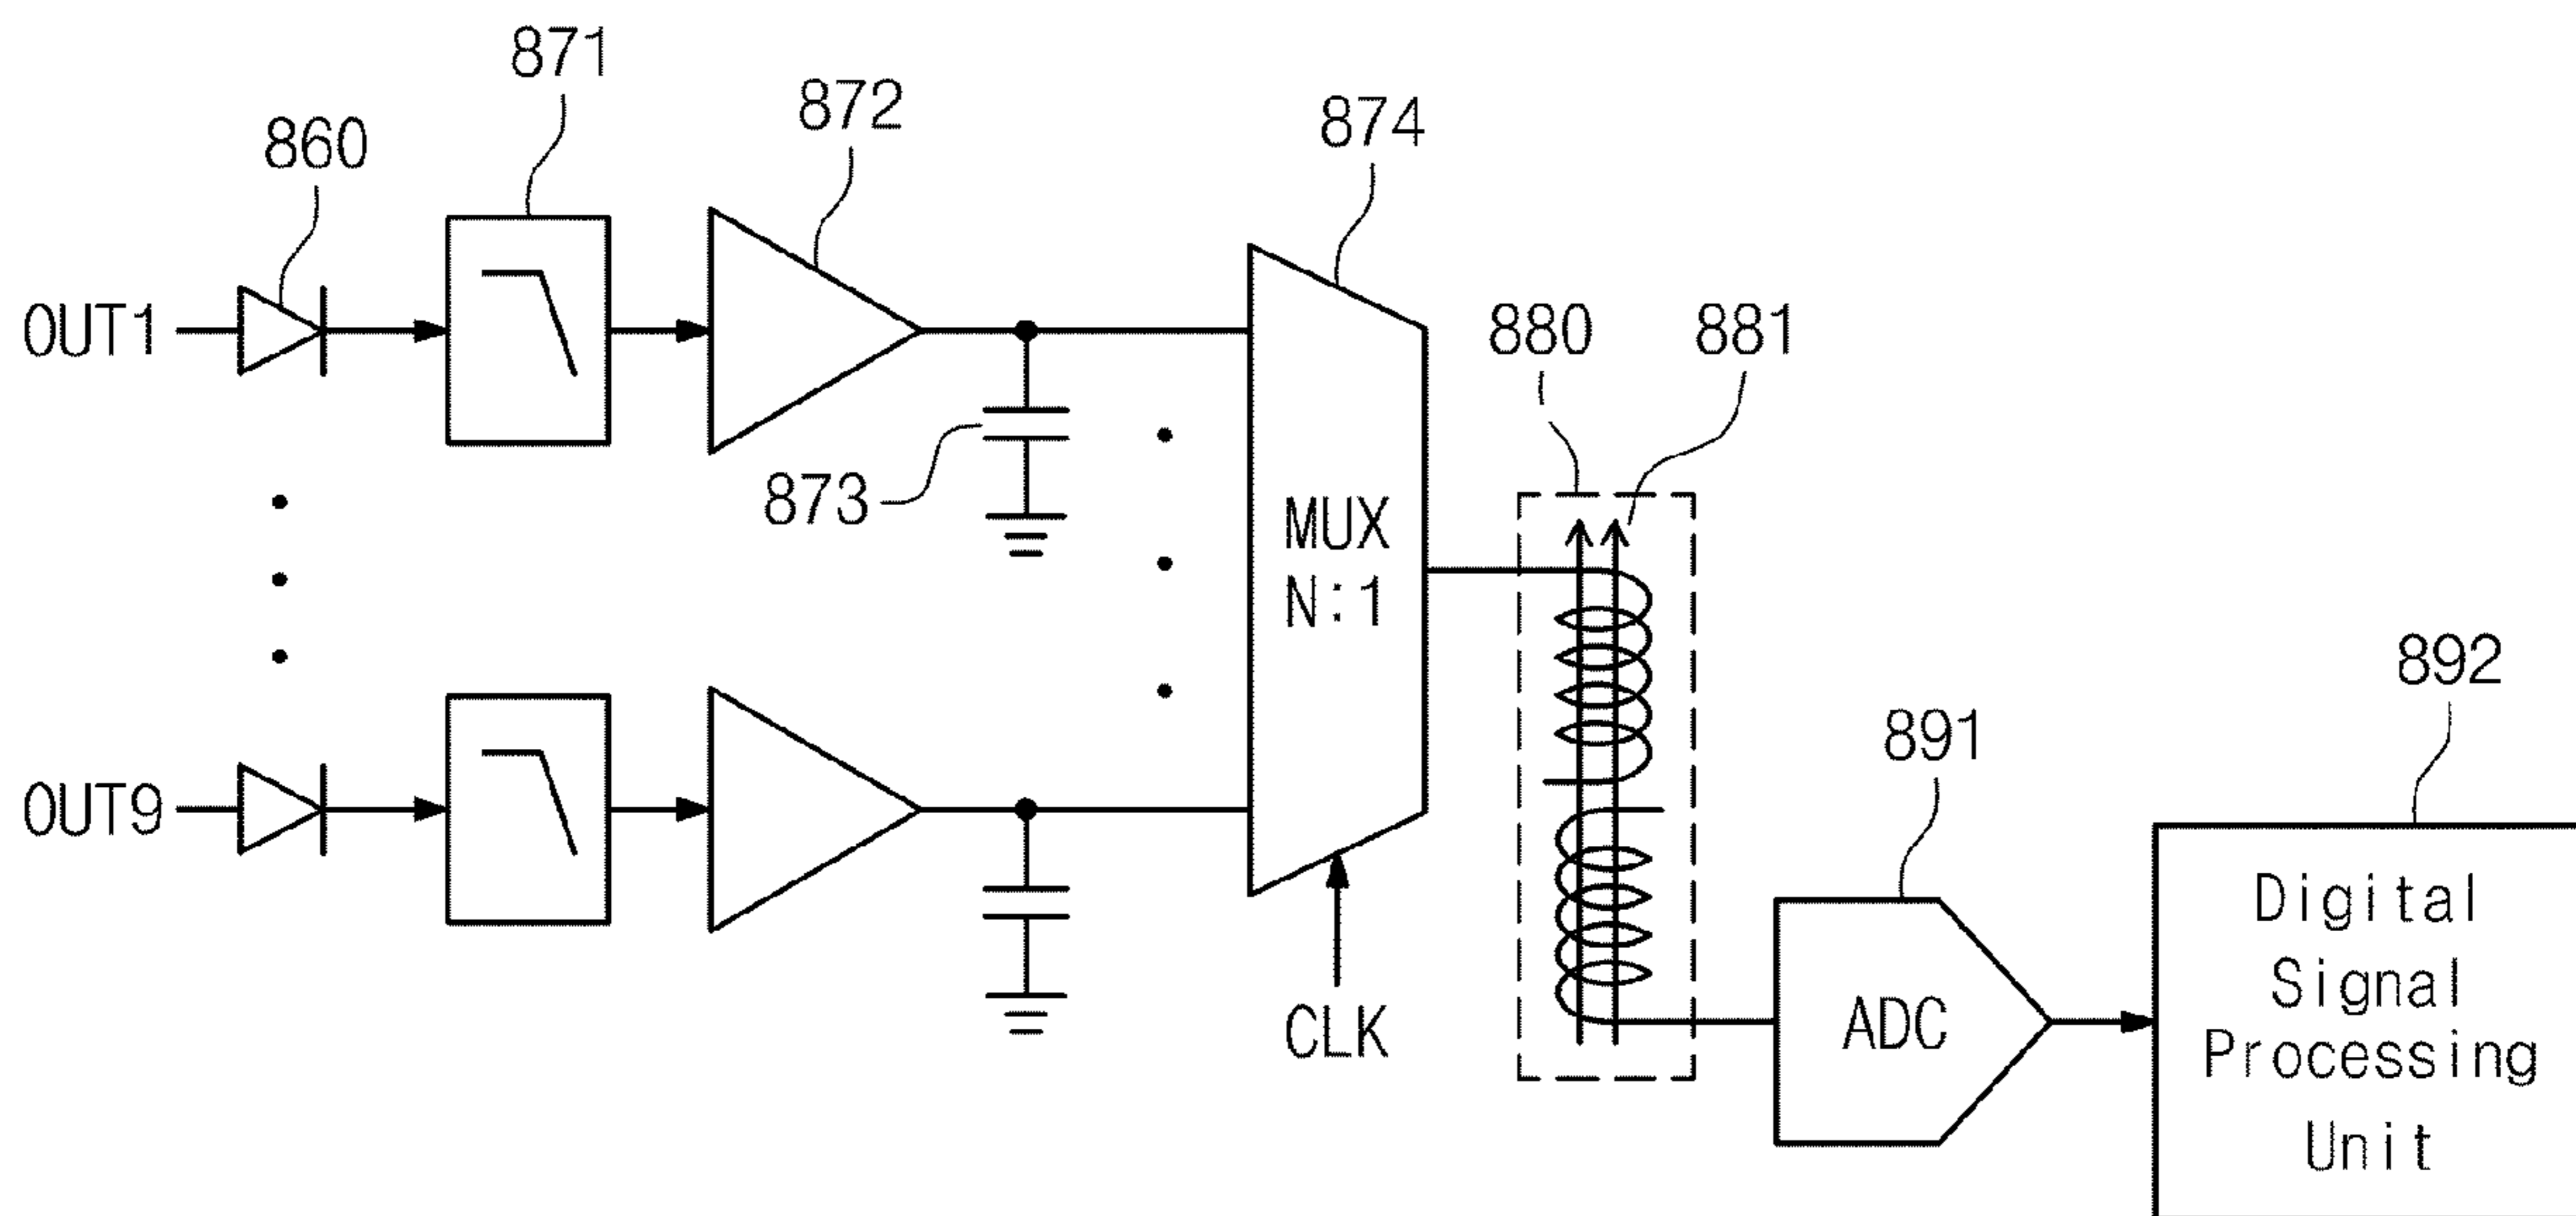 871
872
860
874
OUT1
880
881
873
MUX
N:1
892
891
OUT9
CLK
ADC
Digital
Signal
Processing
Unit